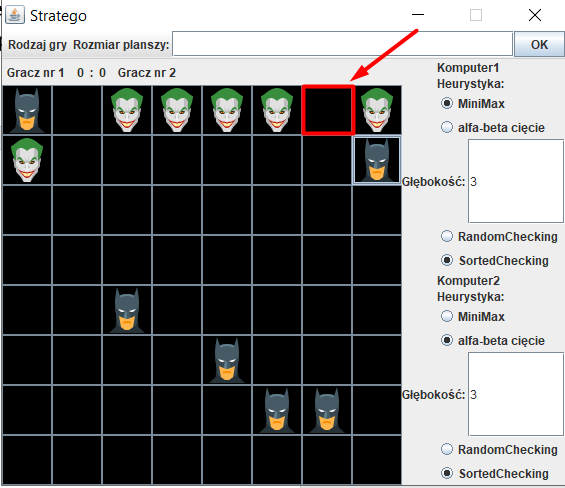 Stratego
Rodzaj gry Rozmiar planszy: OK
Gracz nr 1 0 : 0 Gracz nr 2
Komputer1
Heurystyka:
MiniMax
alfa-beta cięcie
Głębokość: 3
RandomChecking
SortedChecking
Komputer2
Heurystyka:
MiniMax
alfa-beta cięcie
Głębokość: 3
RandomChecking
SortedChecking